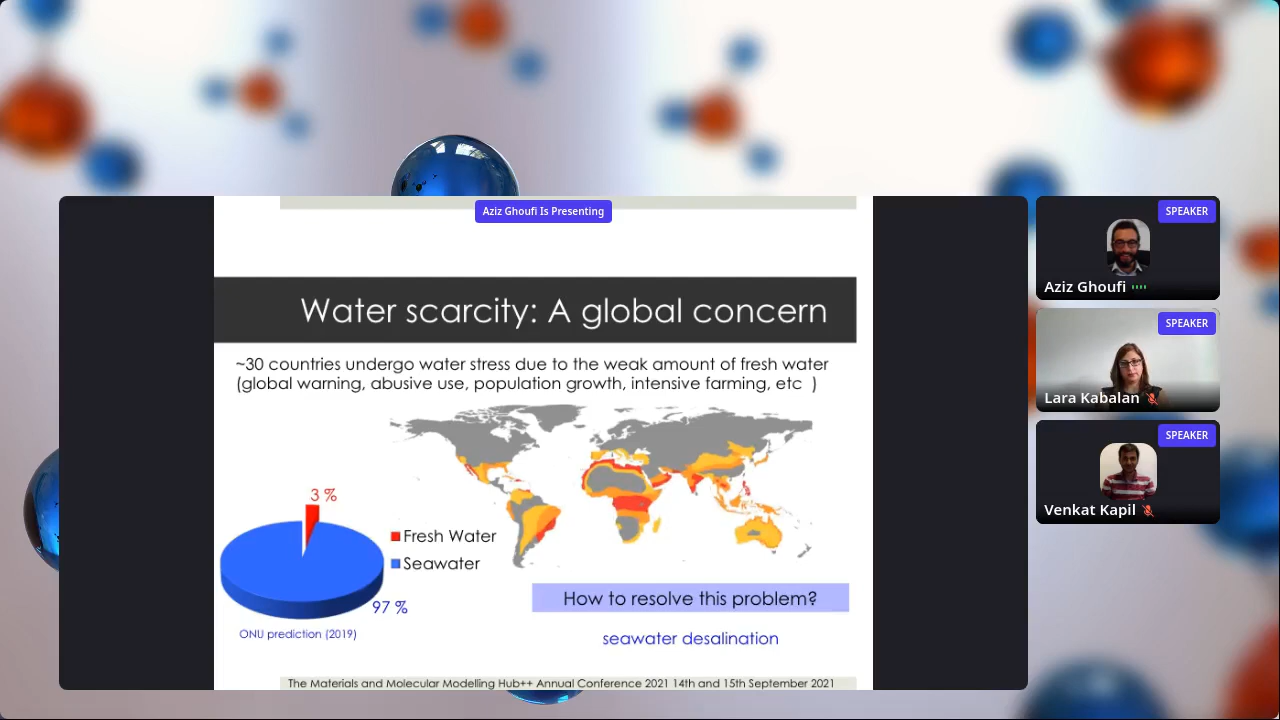 Aziz Ghoufi Is Presenting
Water scarcity: A global concern
~30 countries undergo water stress due to the weak amount of fresh water
(global warning, abusive use, population growth, intensive farming, etc )
3 %
Fresh Water
Seawater
97 %
ONU prediction (2019)
How to resolve this problem?
seawater desalination
The Materials and Molecular Modelling Hub++ Annual Conference 2021 14th and 15th September 2021
SPEAKER
Aziz Ghoufi
SPEAKER
Lara Kabalan
SPEAKER
Venkat Kapil